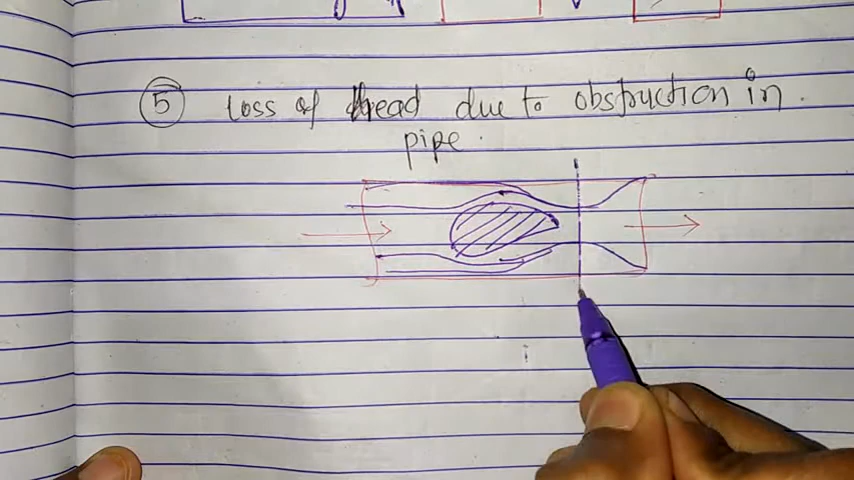 5 Loss of head due to obstruction in.
pipe.